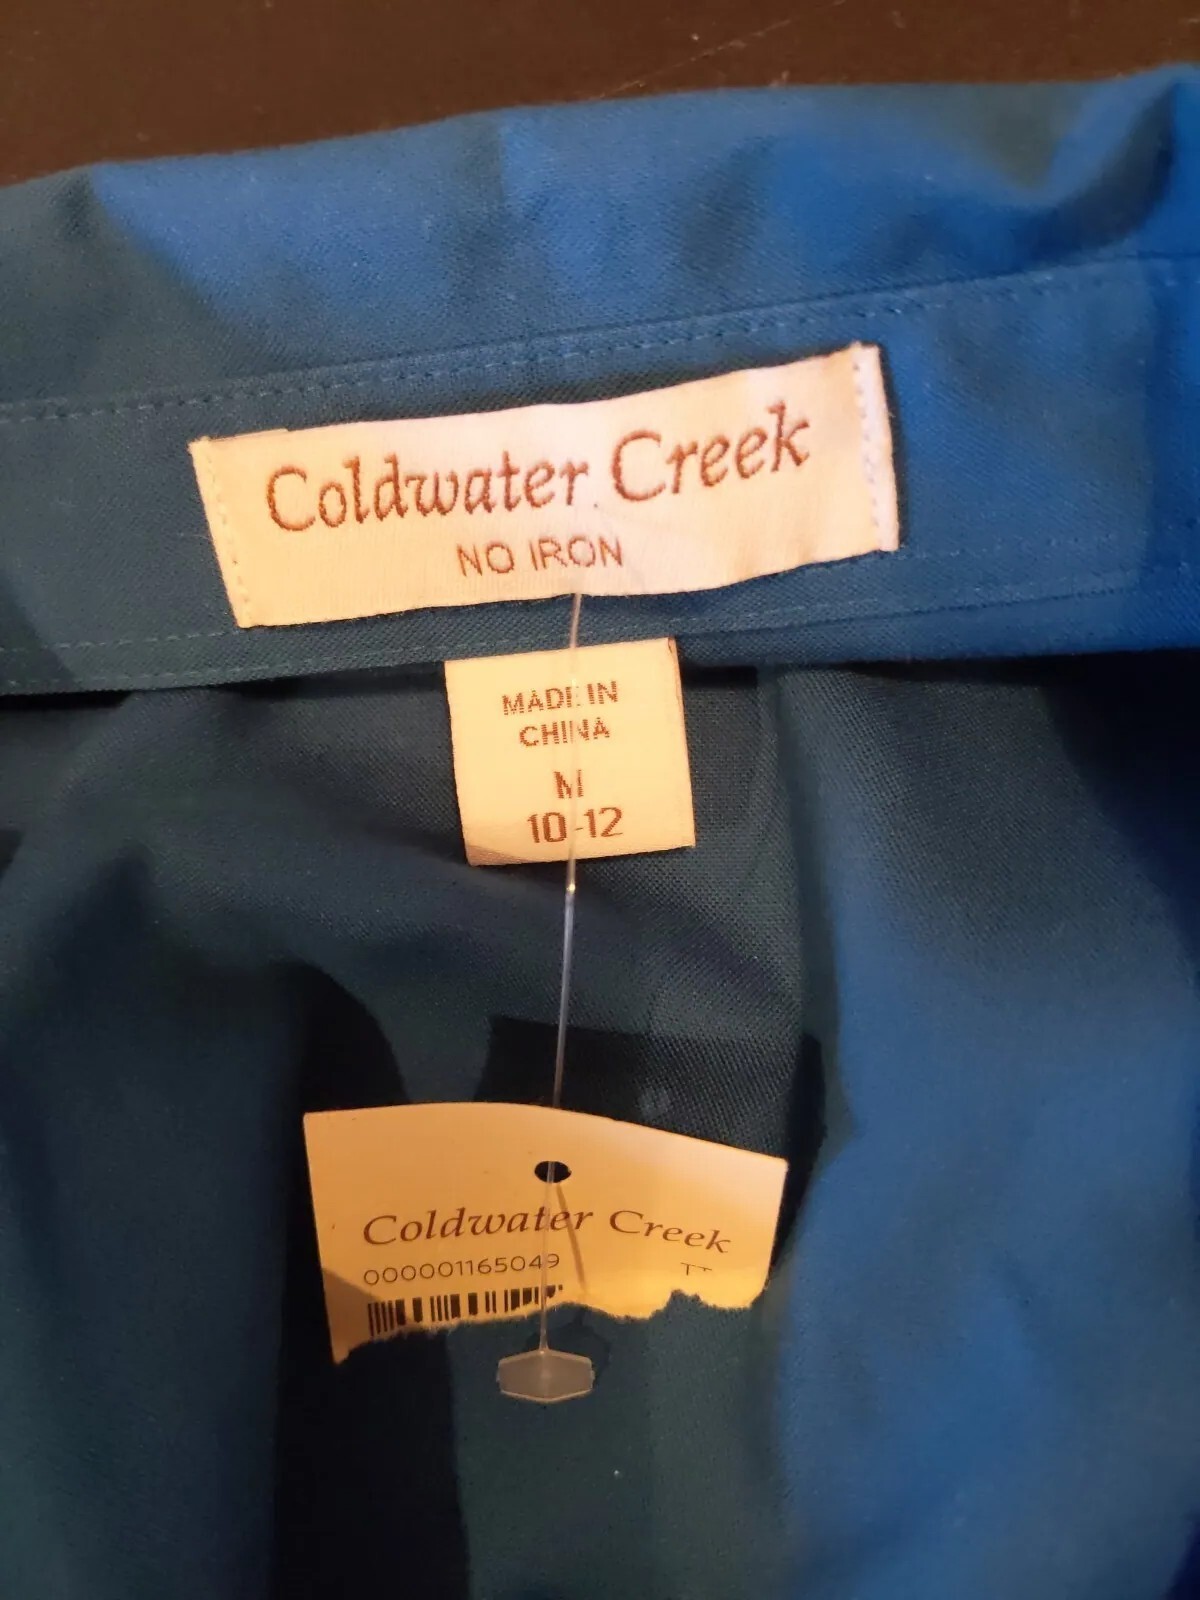 Coldwater Creek
NO IRON
MADE IN
CHINA
M
10-12
Coldwater Creek
000001165049